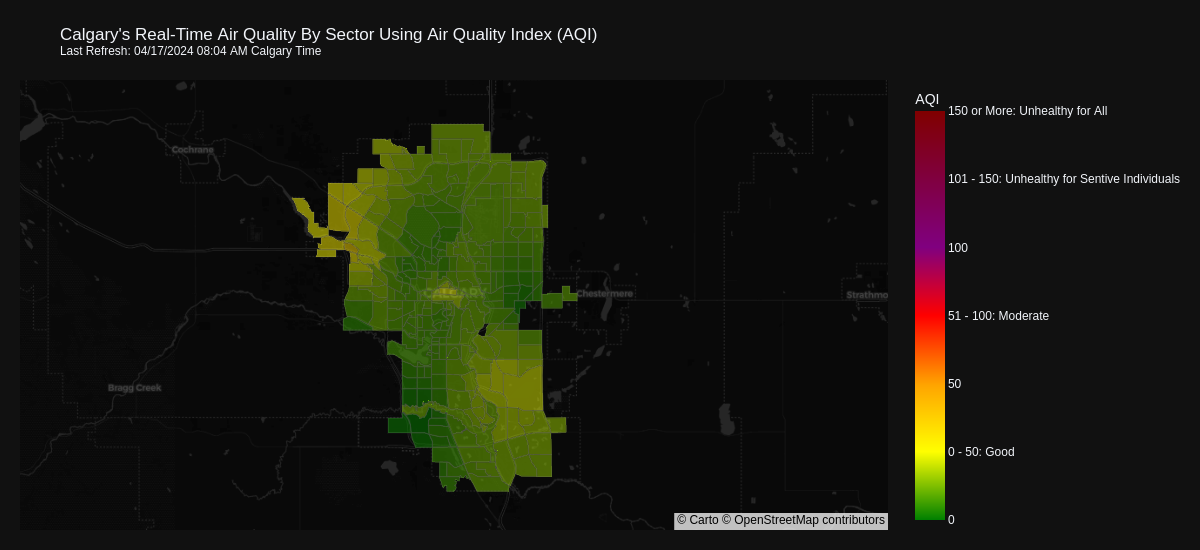 Calgary's Real-Time Air Quality By Sector Using Air Quality Index (AQI)
Last Refresh: 04/17/2024 08:04 AM Calgary Time
AQI
150 or More: Unhealthy for All
Cochrane
101 - 150: Unhealthy for Sentive Individuals
100
CALGARY
Chestermere
Strathmo
51 - 100: Moderate
Bragg Creek
50
0 - 50: Good
© Carto © OpenStreetMap contributors
0